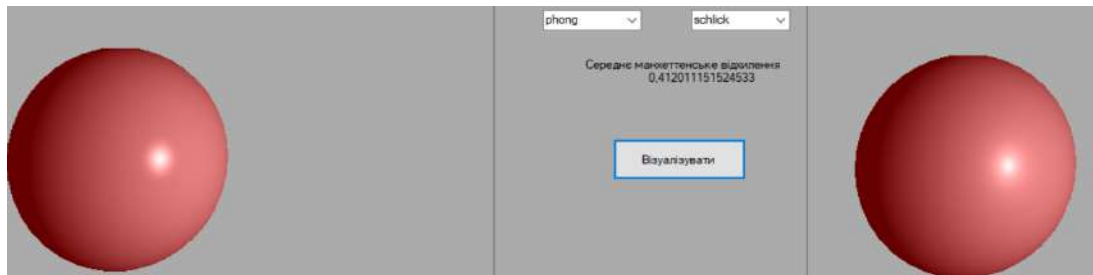 phong
schlick
Середнє манхеттенське відхилення
0,412011151524533
Візуалізувати